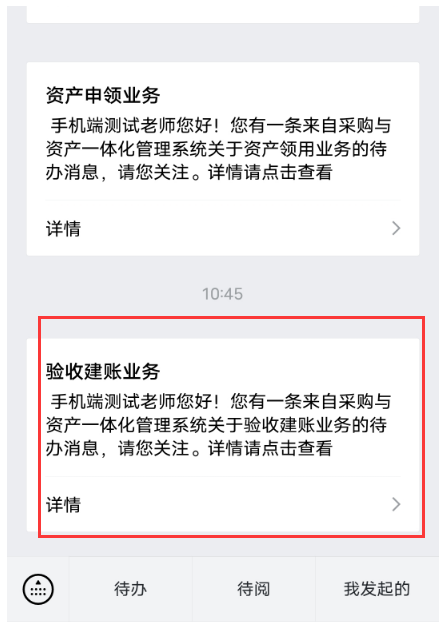 资产申领业务
手机端测试老师您好！您有一条来自采购与
资产一体化管理系统关于资产领用业务的待
办消息，请您关注。详情请点击查看
详情
10:45
验收建账业务
手机端测试老师您好！您有一条来自采购与
资产一体化管理系统关于验收建账业务的待
办消息，请您关注。详情请点击查看
详情
待办
待阅
我发起的